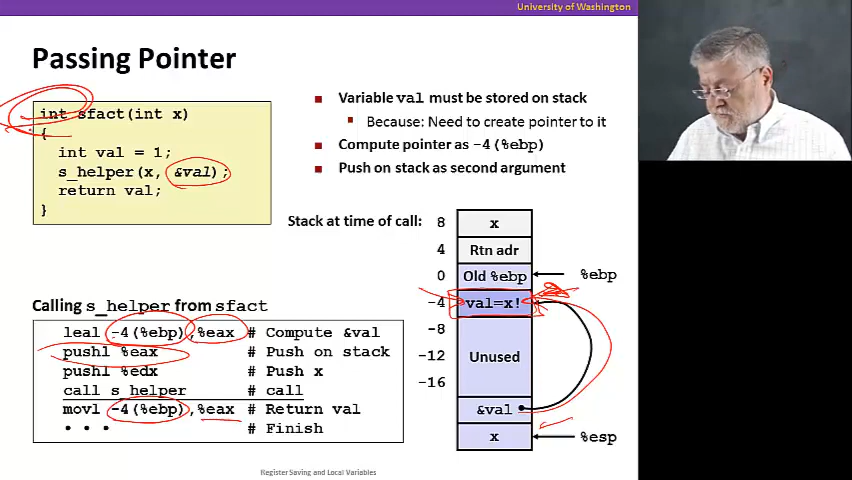 University of Washington
Passing Pointer
int sfact(int x)
{
int val = 1;
s_helper(x, &val);
return val;
}
■ Variable val must be stored on stack
■ Because: Need to create pointer to it
■ Compute pointer as -4(%ebp)
■ Push on stack as second argument
Stack at time of call:
8 x
4 Rtn adr
0 Old %ebp %ebp
-4 val=x!
-8
-12 Unused
-16
&val
x %esp
Calling s_helper from sfact
leal -4(%ebp),%eax # Compute &val
pushl %eax # Push on stack
pushl %edx # Push x
call s_helper # call
movl -4(%ebp),%eax # Return val
• • • # Finish
Register Saving and Local Variables